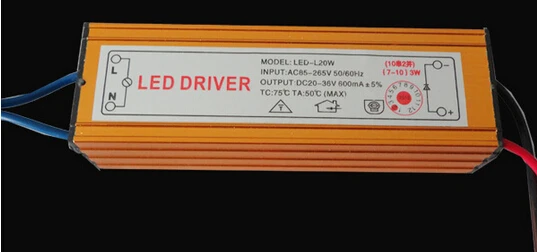 L
N
LED DRIVER
MODEL: LED-L20W
INPUT:AC85-265V 50/60Hz
OUTPUT:DC20-36V 600mA±5%
TC:75℃ TA:50℃ (MAX)
(10串2并)
(7-10)3W
−
+